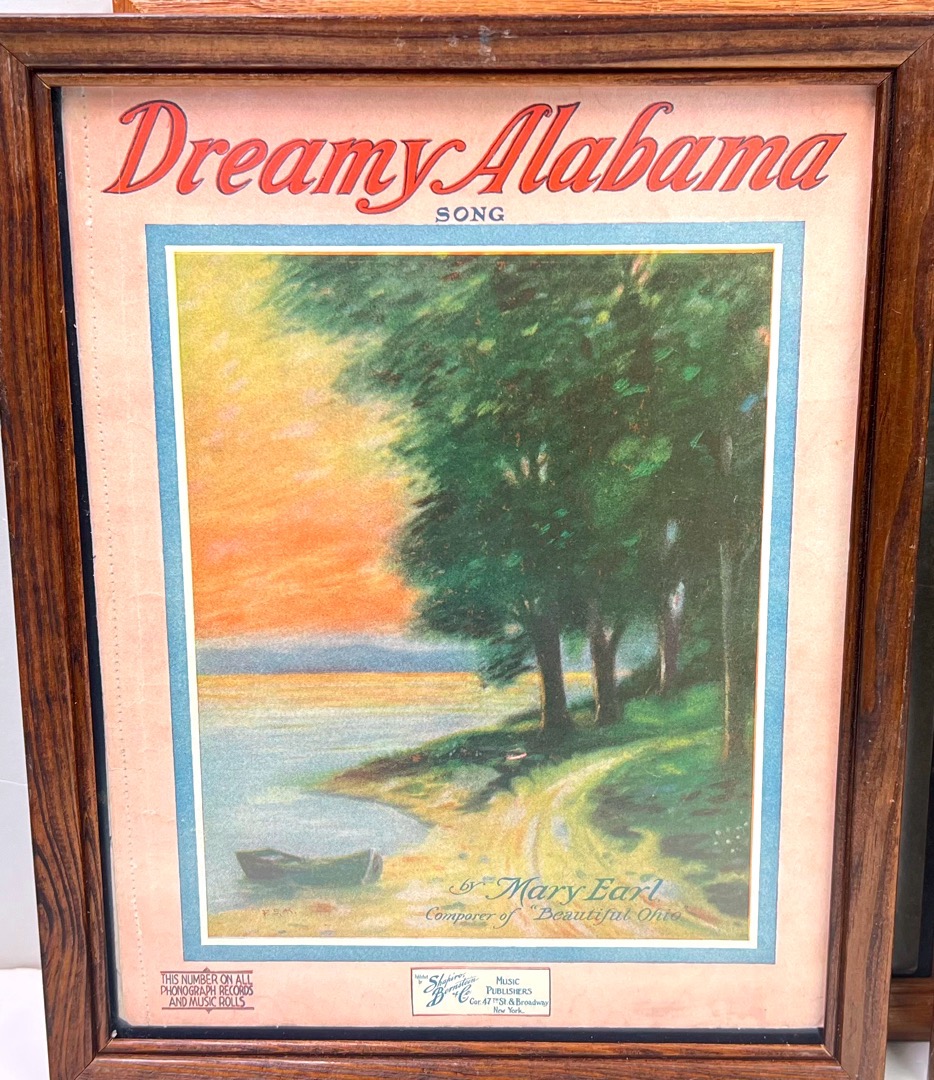 Dreamy Alabama
SONG
by Mary Earl
Composer of "Beautiful Ohio"
THIS NUMBER ON ALL
PHONOGRAPH RECORDS
AND MUSIC ROLLS
Shapiro,
Bernstein
& Co.
MUSIC
PUBLISHERS
Cor. 47TH St. & Broadway
New York.